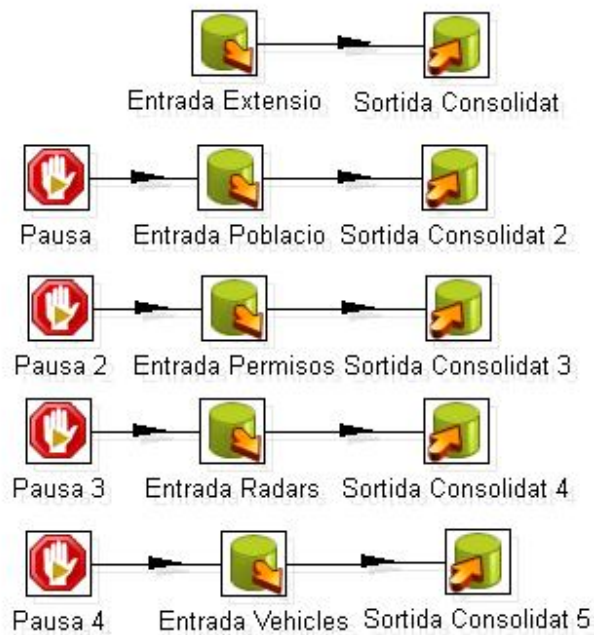 Entrada Extensio Sortida Consolidat
Pausa Entrada Poblacio Sortida Consolidat 2
Pausa 2 Entrada Permisos Sortida Consolidat 3
Pausa 3 Entrada Radars Sortida Consolidat 4
Pausa 4 Entrada Vehicles Sortida Consolidat 5